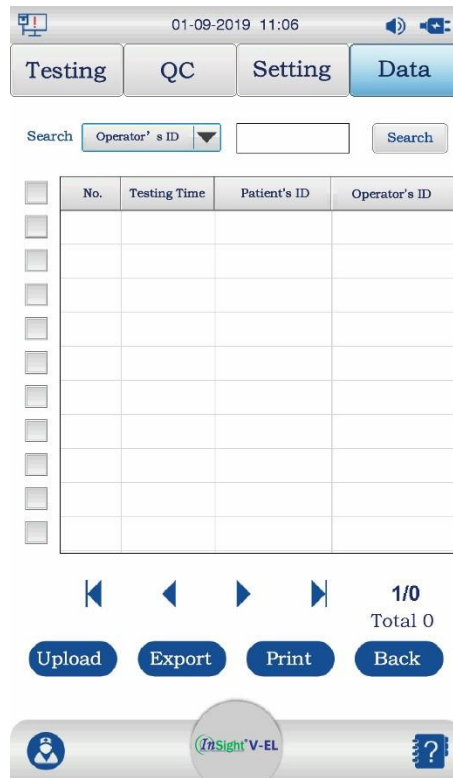 01-09-2019 11:06
Testing QC Setting Data
Search Operator's ID Search
No. Testing Time Patient's ID Operator's ID
1/0
Total 0
Upload Export Print Back
InSight V-EL